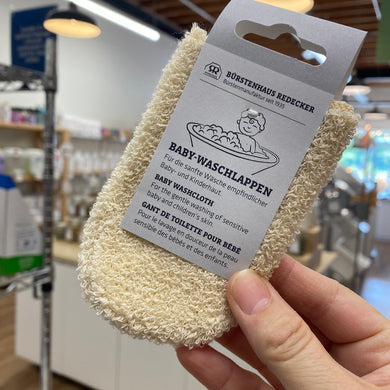 BÜRSTENHAUS REDECKER
Bürstenmanufaktur seit 1935
BABY-WASCHLAPPEN
Für die sanfte Wäsche empfindlicher
Baby- und Kinderhaut.
BABY WASHCLOTH
For the gentle washing of sensitive
baby and children's skin.
GANT DE TOILETTE POUR BÉBÉ
Pour le lavage en douceur de la peau
sensible des bébés et des enfants.